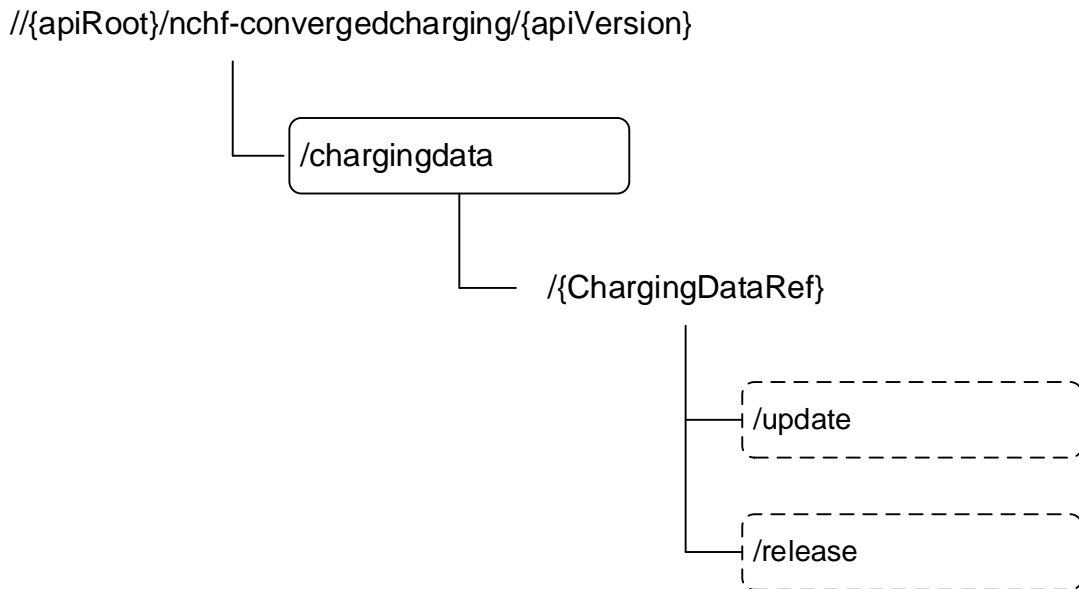 //{apiRoot}/nchf-convergedcharging/{apiVersion}
/chargingdata
/{ChargingDataRef}
/update
/release